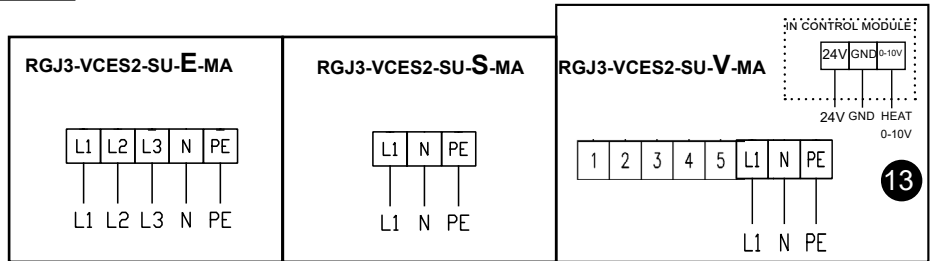 RGJ3-VCES2-SU-E-MA
L1 L2 L3 N PE
L1 L2 L3 N PE
RGJ3-VCES2-SU-S-MA
L1 N PE
L1 N PE
IN CONTROL MODULE
24V GND 0-10V
24V GND HEAT
0-10V
RGJ3-VCES2-SU-V-MA
1 2 3 4 5 L1 N PE
L1 N PE
13